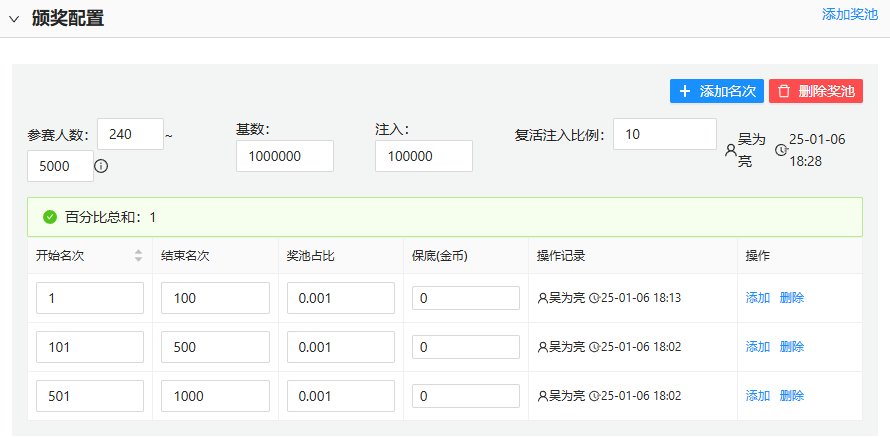 颁奖配置
添加奖池
添加名次 删除奖池
参赛人数: 240 ~ 5000
基数: 1000000
注入: 100000
复活注入比例: 10
吴为亮 25-01-06 18:28
百分比总和: 1
开始名次 结束名次 奖池占比 保底(金币) 操作记录 操作
1 100 0.001 0 吴为亮 25-01-06 18:13 添加 删除
101 500 0.001 0 吴为亮 25-01-06 18:02 添加 删除
501 1000 0.001 0 吴为亮 25-01-06 18:02 添加 删除